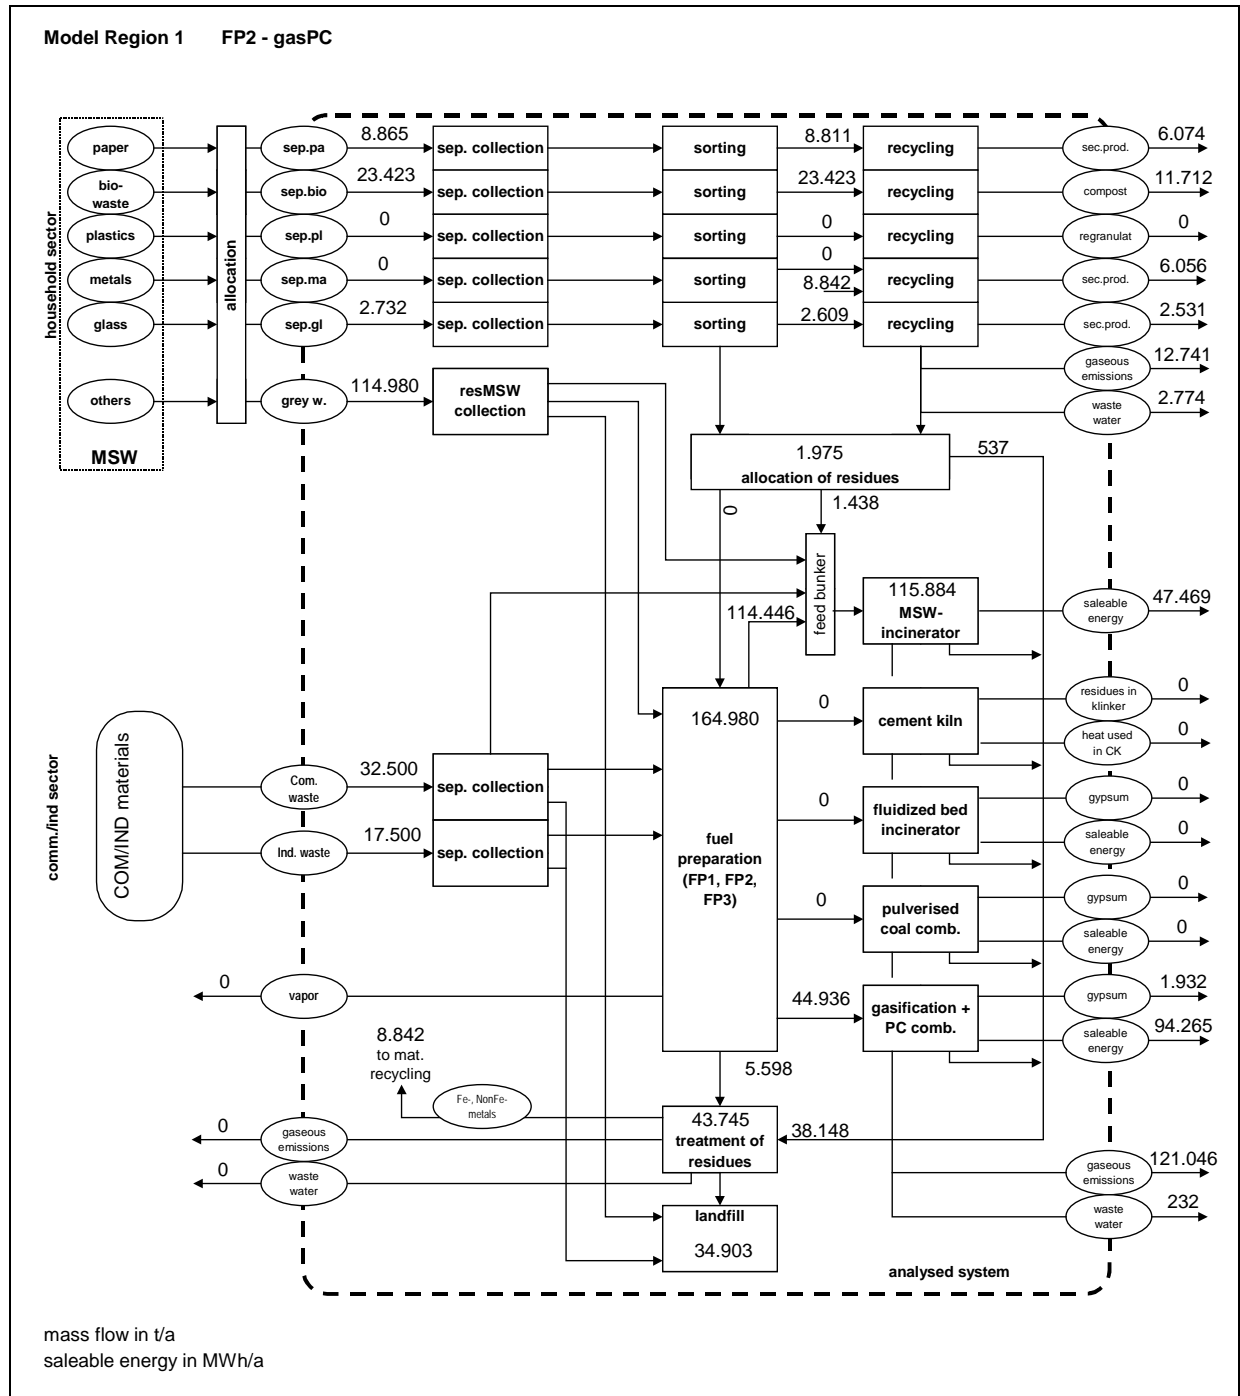 Model Region 1 FP2 - gasPC
household sector
paper
bio-
waste
plastics
metals
glass
others
MSW
allocation
sep.pa
8.865
sep. collection
sorting
8.811
recycling
sec.prod.
6.074
sep.bio
23.423
sep. collection
sorting
23.423
recycling
compost
11.712
sep.pl
0
sep. collection
sorting
0
recycling
regranulat
0
sep.ma
0
sep. collection
sorting
0
8.842
recycling
sec.prod.
6.056
sep.gl
2.732
sep. collection
sorting
2.609
recycling
sec.prod.
2.531
gaseous
emissions
12.741
waste
water
2.774
grey w.
114.980
resMSW
collection
1.975
allocation of residues
537
0
1.438
feed bunker
114.446
115.884
MSW-
incinerator
saleable
energy
47.469
comm./ind sector
COM/IND materials
Com.
waste
32.500
sep. collection
Ind. waste
17.500
sep. collection
164.980
fuel
preparation
(FP1, FP2,
FP3)
0
cement kiln
residues in
klinker
0
heat used
in CK
0
0
fluidized bed
incinerator
gypsum
0
saleable
energy
0
0
pulverised
coal comb.
gypsum
0
saleable
energy
0
44.936
gasification +
PC comb.
gypsum
1.932
saleable
energy
94.265
0
vapor
8.842
to mat.
recycling
Fe-, NonFe-
metals
5.598
43.745
treatment of
residues
38.148
0
gaseous
emissions
0
waste
water
landfill
34.903
gaseous
emissions
121.046
waste
water
232
analysed system
mass flow in t/a
saleable energy in MWh/a